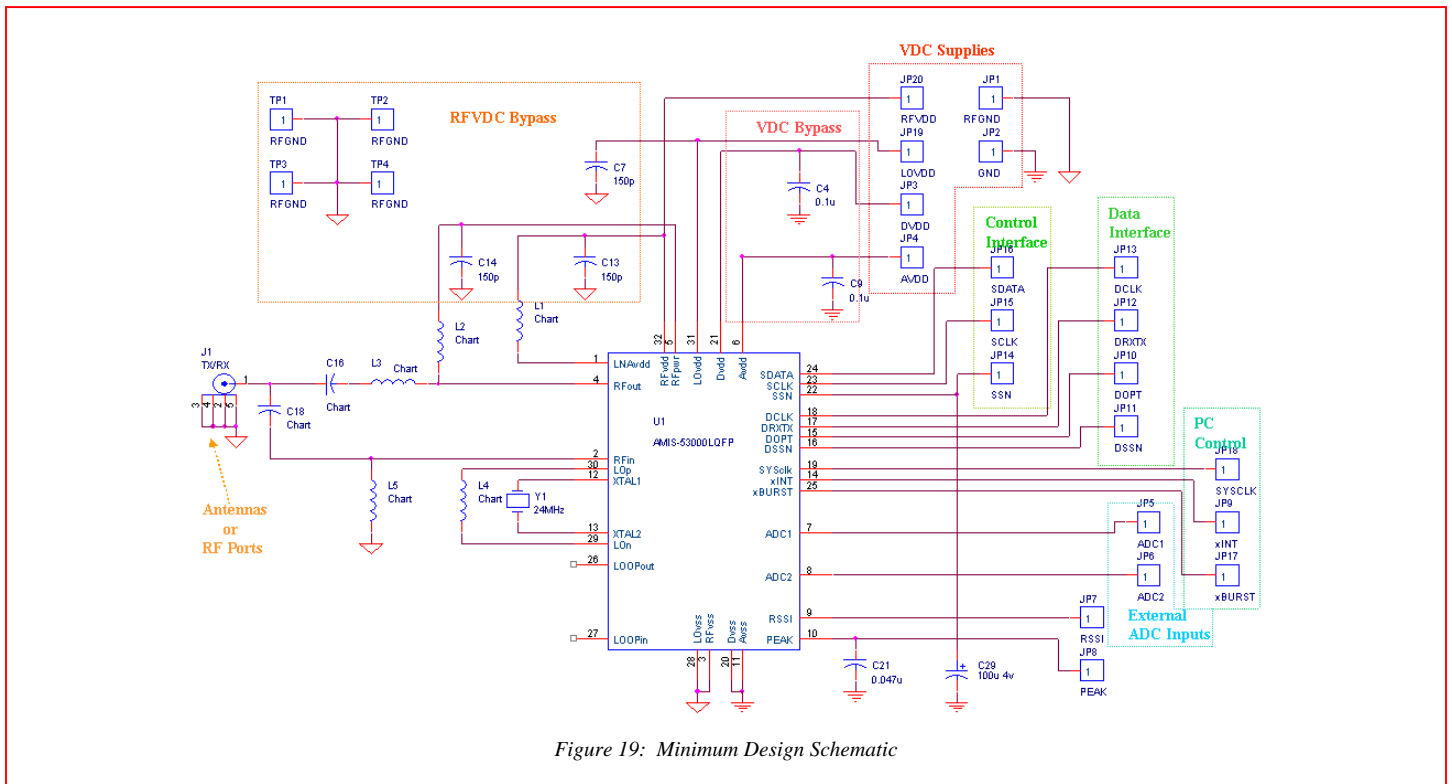 VDC Supplies
JP20
1
RFVDD
JP1
1
RFGND
JP19
1
LOVDD
JP2
1
GND
JP3
1
DVDD
JP4
1
AVDD
RFVDC Bypass
TP1
1
RFGND
TP2
1
RFGND
TP3
1
RFGND
TP4
1
RFGND
C7
150p
C14
150p
C13
150p
VDC Bypass
C4
0.1u
C9
0.1u
Control
Interface
JP16
1
SDATA
JP15
1
SCLK
JP14
1
SSN
Data
Interface
JP13
1
DCLK
JP12
1
DRXTX
JP10
1
DOPT
JP11
1
DSSN
PC
Control
JP18
1
SYSCLK
JP9
1
xINT
JP17
1
xBURST
JP5
1
ADC1
JP6
1
ADC2
External
ADC Inputs
JP7
1
RSSI
JP8
1
PEAK
L1
Chart
L2
Chart
L3
Chart
C16
Chart
J1
TX/RX
1
3
4
2
5
C18
Chart
L5
Chart
L4
Chart
Y1
24MHz
Antennas
or
RF Ports
U1
AMIS-53000LQFP
32
RFvdd
5
RFpwr
31
LOvdd
21
Dvdd
6
Avdd
1
LNAvdd
4
RFout
2
RFin
30
LOp
12
XTAL1
13
XTAL2
29
LOn
26
LOOPout
27
LOOPin
SDATA
24
SCLK
23
SSN
22
DCLK
18
DRXTX
17
DOPT
15
DSSN
16
SYSclk
19
xINT
14
xBURST
25
ADC1
7
ADC2
8
RSSI
9
PEAK
10
LOvss
28
RFvss
3
Dvss
20
Avss
11
C21
0.047u
+
C29
100u 4v
Figure 19: Minimum Design Schematic